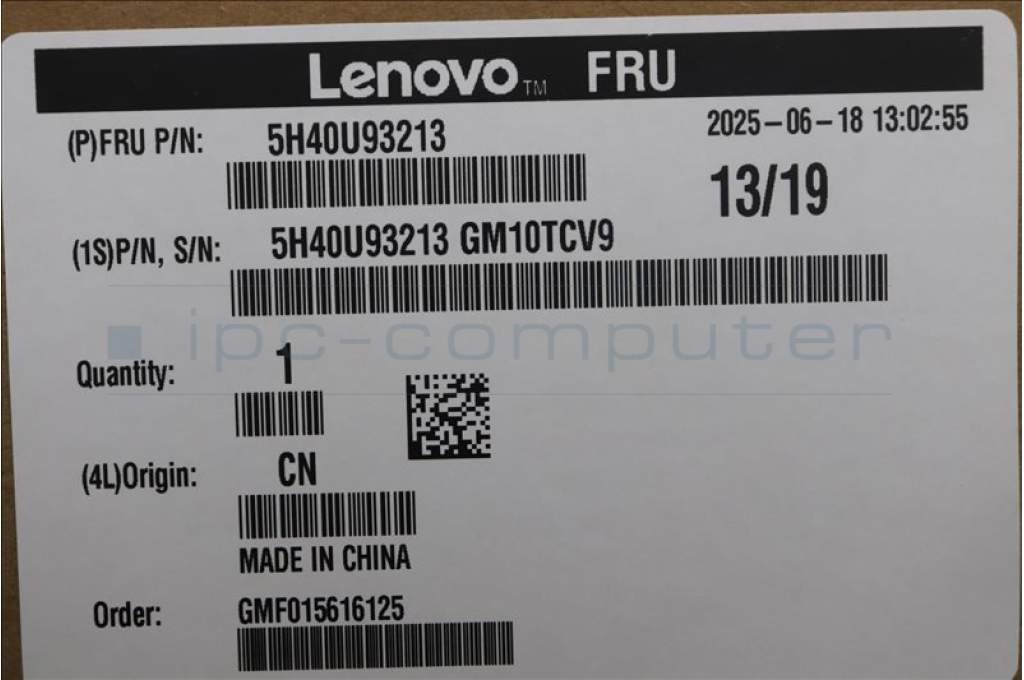 Lenovo™ FRU
(P)FRU P/N: 5H40U93213
2025-06-18 13:02:55
13/19
(1S)P/N, S/N: 5H40U93213 GM10TCV9
ipc-computer
Quantity: 1
(4L)Origin: CN
MADE IN CHINA
Order: GMF015616125